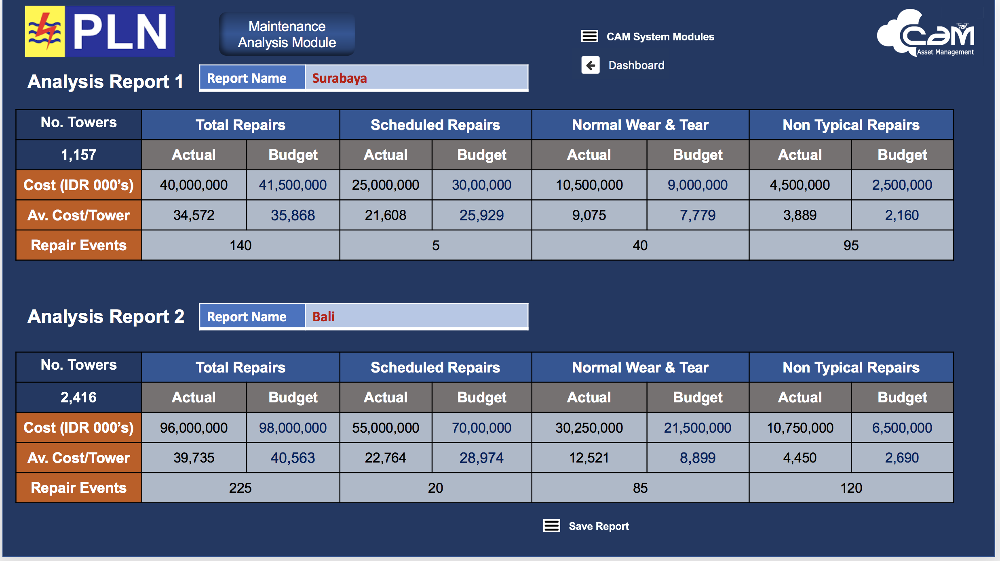 PLN
Maintenance
Analysis Module
CAM System Modules
Dashboard
CAM
Asset Management
Analysis Report 1
Report Name Surabaya
No. Towers Total Repairs Scheduled Repairs Normal Wear & Tear Non Typical Repairs
1,157 Actual Budget Actual Budget Actual Budget Actual Budget
Cost (IDR 000’s) 40,000,000 41,500,000 25,000,000 30,00,000 10,500,000 9,000,000 4,500,000 2,500,000
Av. Cost/Tower 34,572 35,868 21,608 25,929 9,075 7,779 3,889 2,160
Repair Events 140 5 40 95
Analysis Report 2
Report Name Bali
No. Towers Total Repairs Scheduled Repairs Normal Wear & Tear Non Typical Repairs
2,416 Actual Budget Actual Budget Actual Budget Actual Budget
Cost (IDR 000’s) 96,000,000 98,000,000 55,000,000 70,00,000 30,250,000 21,500,000 10,750,000 6,500,000
Av. Cost/Tower 39,735 40,563 22,764 28,974 12,521 8,899 4,450 2,690
Repair Events 225 20 85 120
Save Report